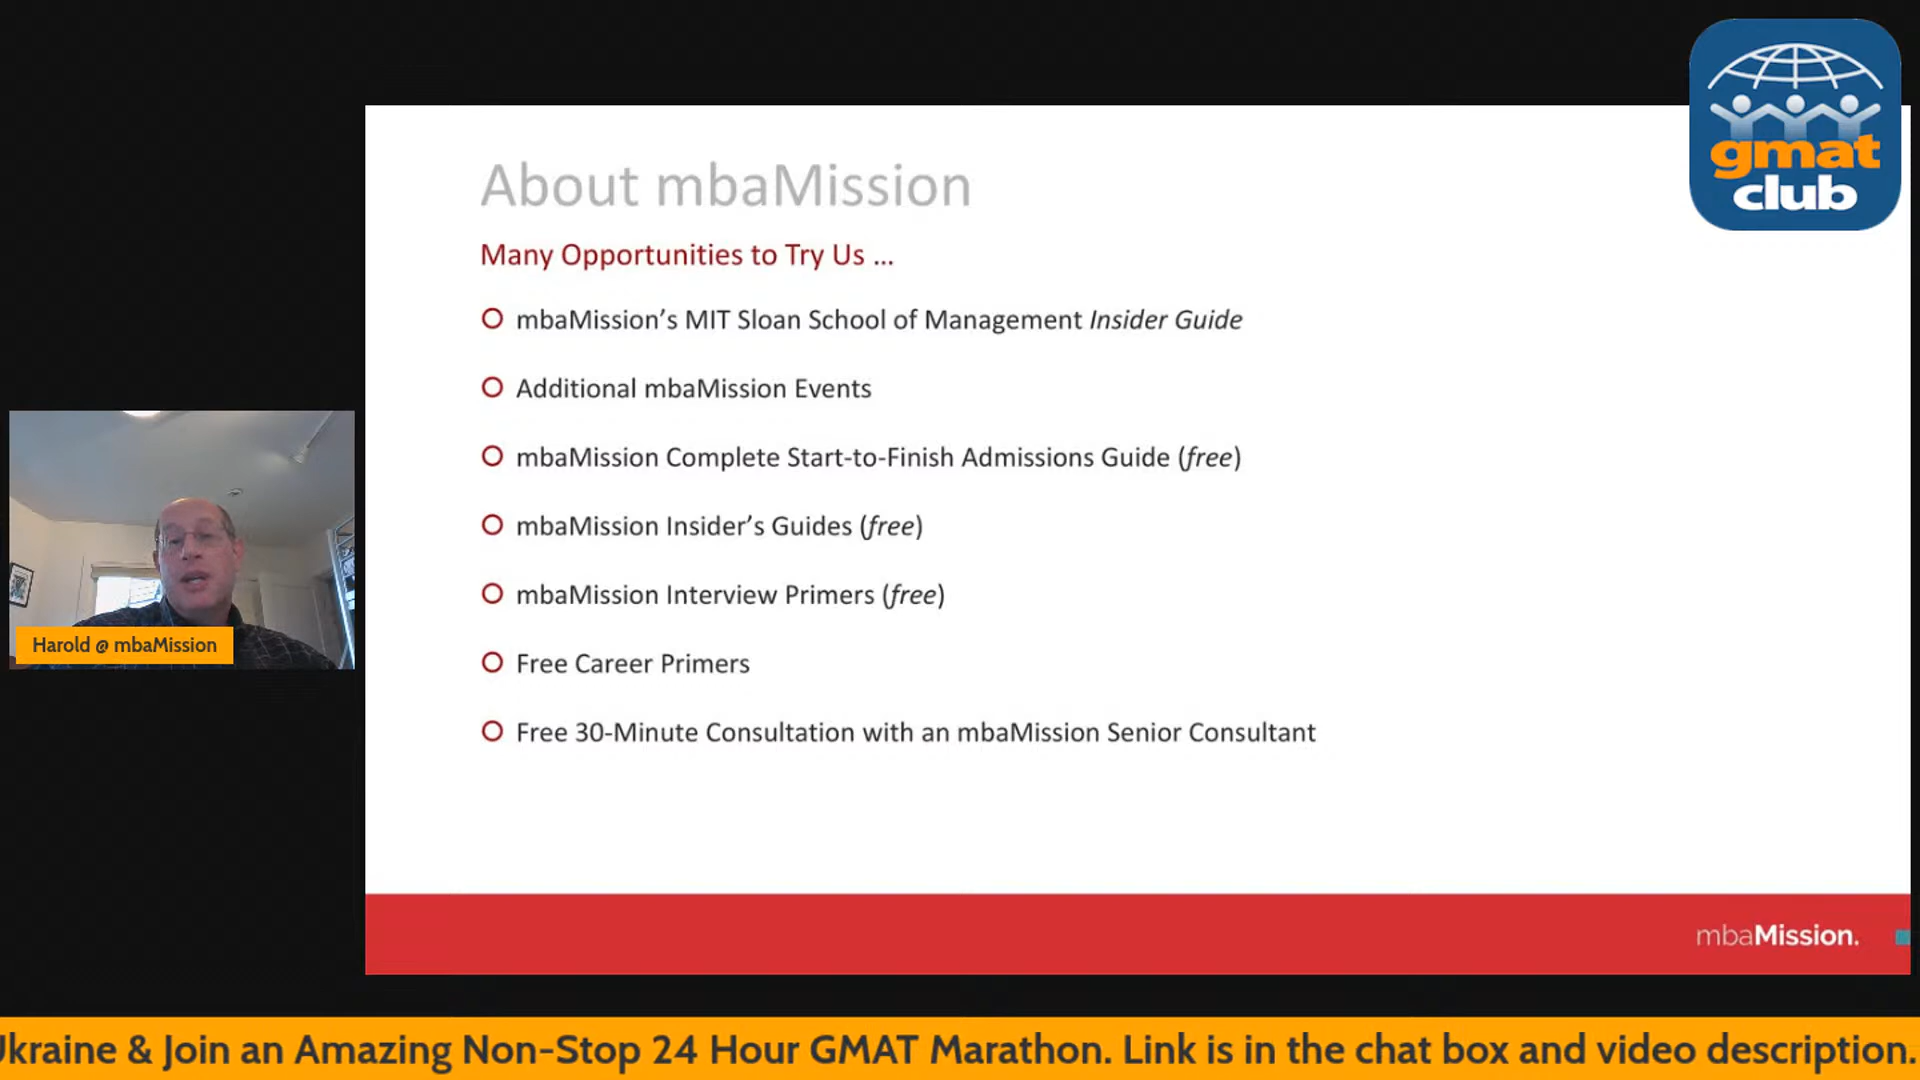 gmat
club
About mbaMission
Many Opportunities to Try Us ...
mbaMission’s MIT Sloan School of Management Insider Guide
Additional mbaMission Events
mbaMission Complete Start-to-Finish Admissions Guide (free)
mbaMission Insider’s Guides (free)
mbaMission Interview Primers (free)
Free Career Primers
Free 30-Minute Consultation with an mbaMission Senior Consultant
Harold @ mbaMission
mbaMission.
Ukraine & Join an Amazing Non-Stop 24 Hour GMAT Marathon. Link is in the chat box and video description.